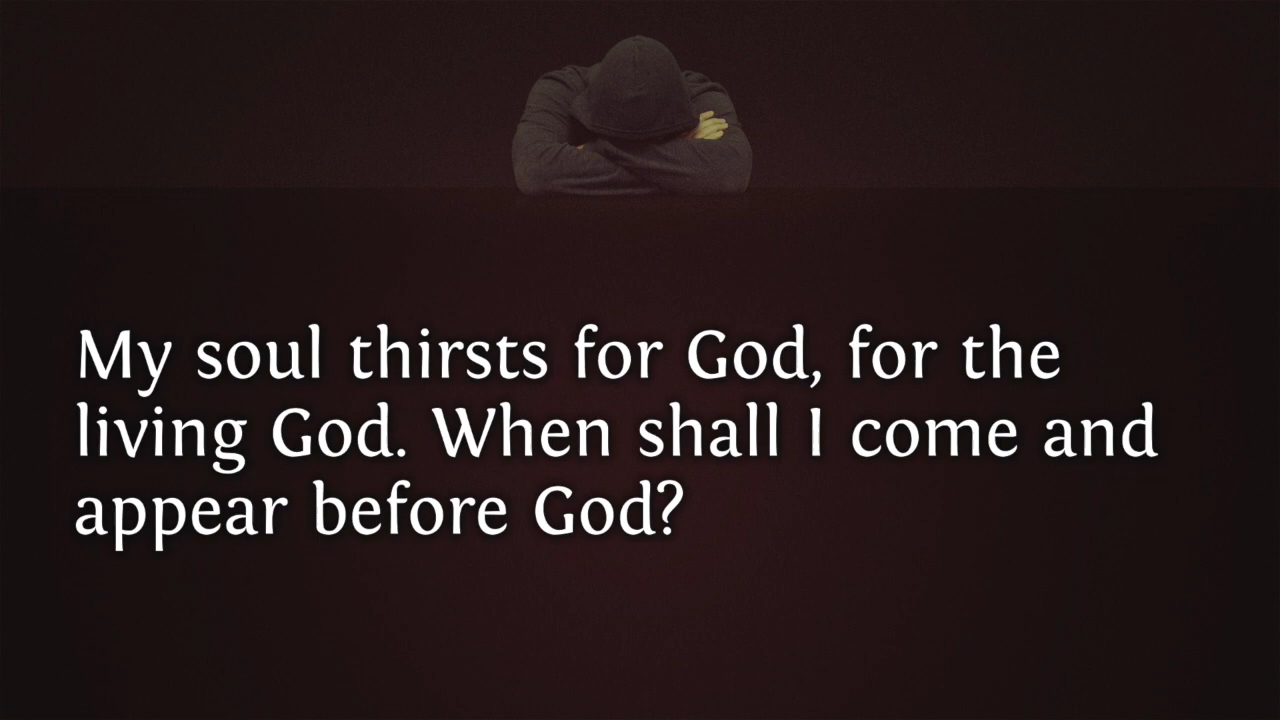 My soul thirsts for God, for the
living God. When shall I come and
appear before God?